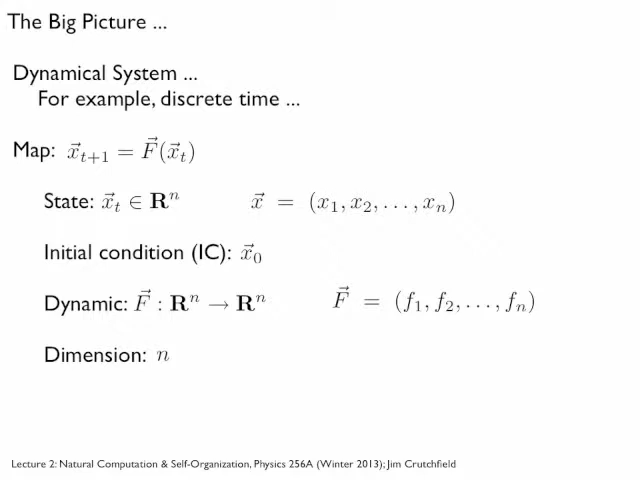 The Big Picture ...
Dynamical System ...
For example, discrete time ...
Map: $\vec{x}_{t+1} = \vec{F}(\vec{x}_t)$
State: $\vec{x}_t \in \mathbf{R}^n$ $\vec{x} = (x_1, x_2, \ldots, x_n)$
Initial condition (IC): $\vec{x}_0$
Dynamic: $\vec{F} : \mathbf{R}^n \rightarrow \mathbf{R}^n$ $\vec{F} = (f_1, f_2, \ldots, f_n)$
Dimension: $n$
Lecture 2: Natural Computation & Self-Organization, Physics 256A (Winter 2013); Jim Crutchfield